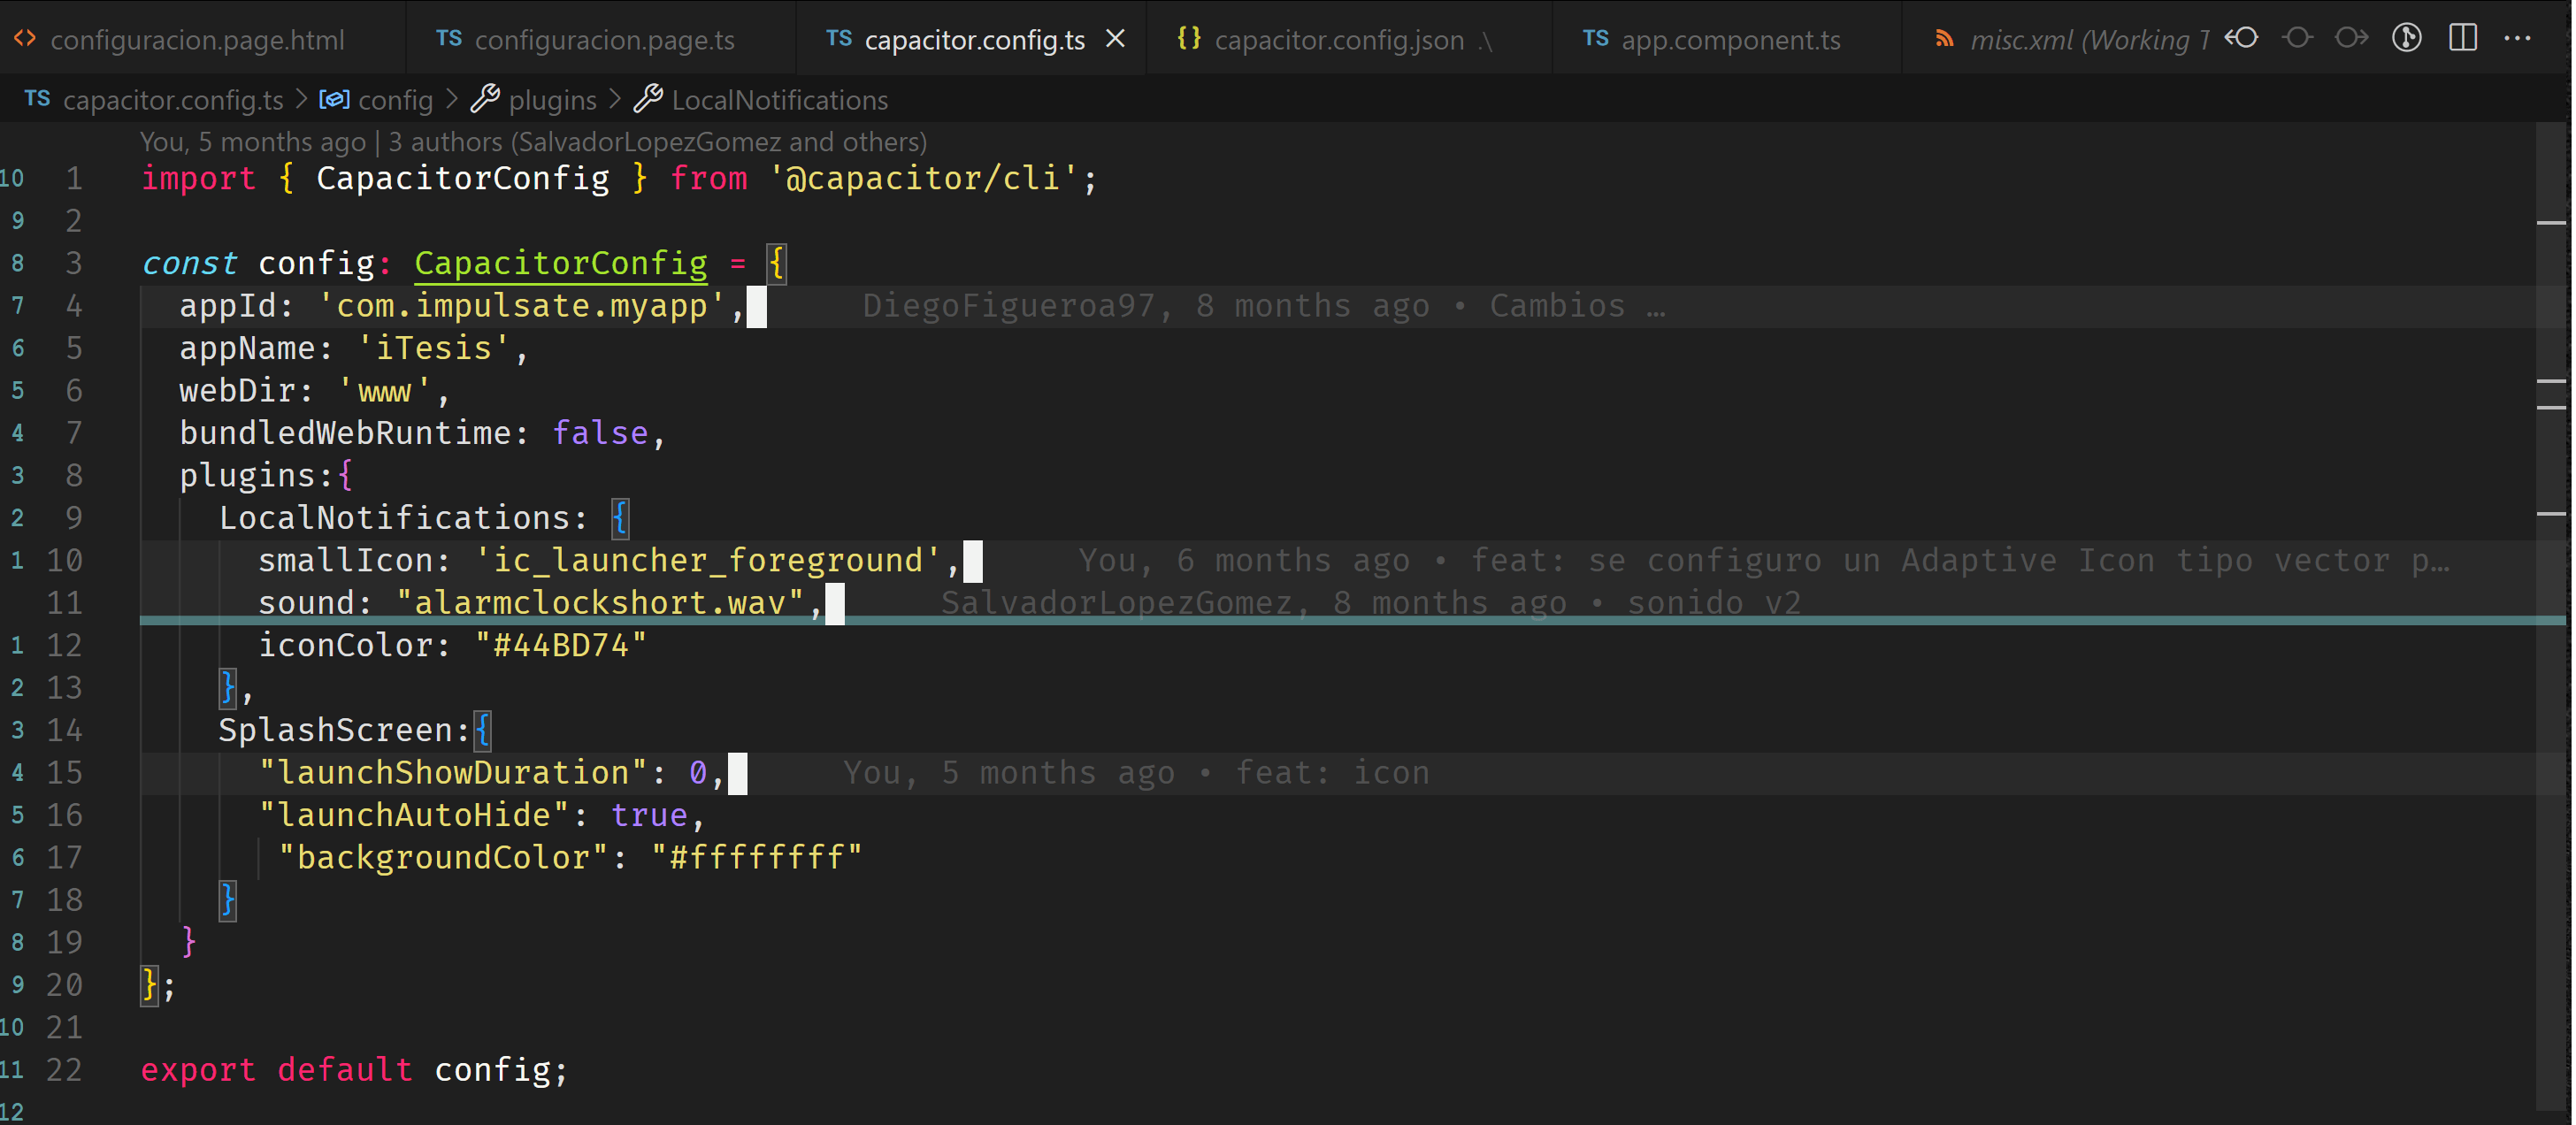 configuracion.page.html TS configuracion.page.ts TS capacitor.config.ts {} capacitor.config.json .\ TS app.component.ts misc.xml (Working T ...
TS capacitor.config.ts > config > plugins > LocalNotifications
You, 5 months ago | 3 authors (SalvadorLopezGomez and others)
10 1 import { CapacitorConfig } from '@capacitor/cli';
9 2
8 3 const config: CapacitorConfig = {
7 4 appId: 'com.impulsate.myapp', DiegoFigueroa97, 8 months ago • Cambios …
6 5 appName: 'iTesis',
5 6 webDir: 'www',
4 7 bundledWebRuntime: false,
3 8 plugins:{
2 9 LocalNotifications: {
1 10 smallIcon: 'ic_launcher_foreground', You, 6 months ago • feat: se configuro un Adaptive Icon tipo vector p…
11 sound: "alarmclockshort.wav", SalvadorLopezGomez, 8 months ago • sonido v2
1 12 iconColor: "#44BD74"
2 13 },
3 14 SplashScreen:{
4 15 "launchShowDuration": 0, You, 5 months ago • feat: icon
5 16 "launchAutoHide": true,
6 17 "backgroundColor": "#ffffffff"
7 18 }
8 19 }
9 20 };
10 21
11 22 export default config;
12